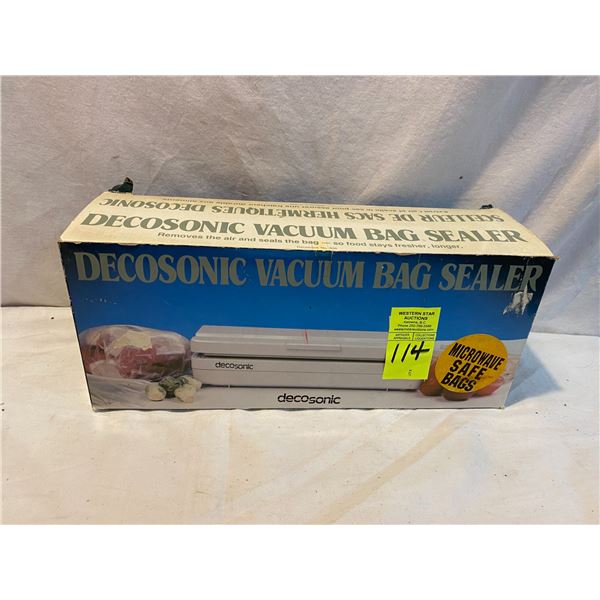 SCELLEUR DE SACS HERMÉTIQUES DECOSONIC
DECOSONIC VACUUM BAG SEALER
Removes the air and seals the bag — so food stays fresher, longer.
DECOSONIC VACUUM BAG SEALER
WESTERN STAR
AUCTIONS
114
decosonic
MICROWAVE
SAFE
BAGS
decosonic